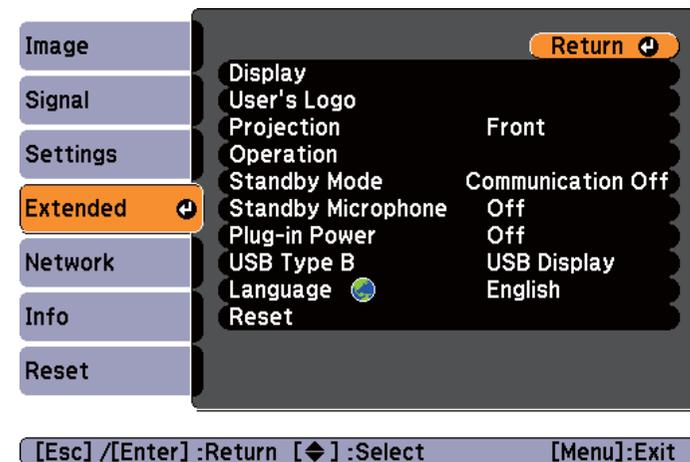 Image
Signal
Settings
Extended
Network
Info
Reset
Return
Display
User's Logo
Projection Front
Operation
Standby Mode Communication Off
Standby Microphone Off
Plug-in Power Off
USB Type B USB Display
Language English
Reset
[Esc] /[Enter] :Return [◆] :Select [Menu]:Exit